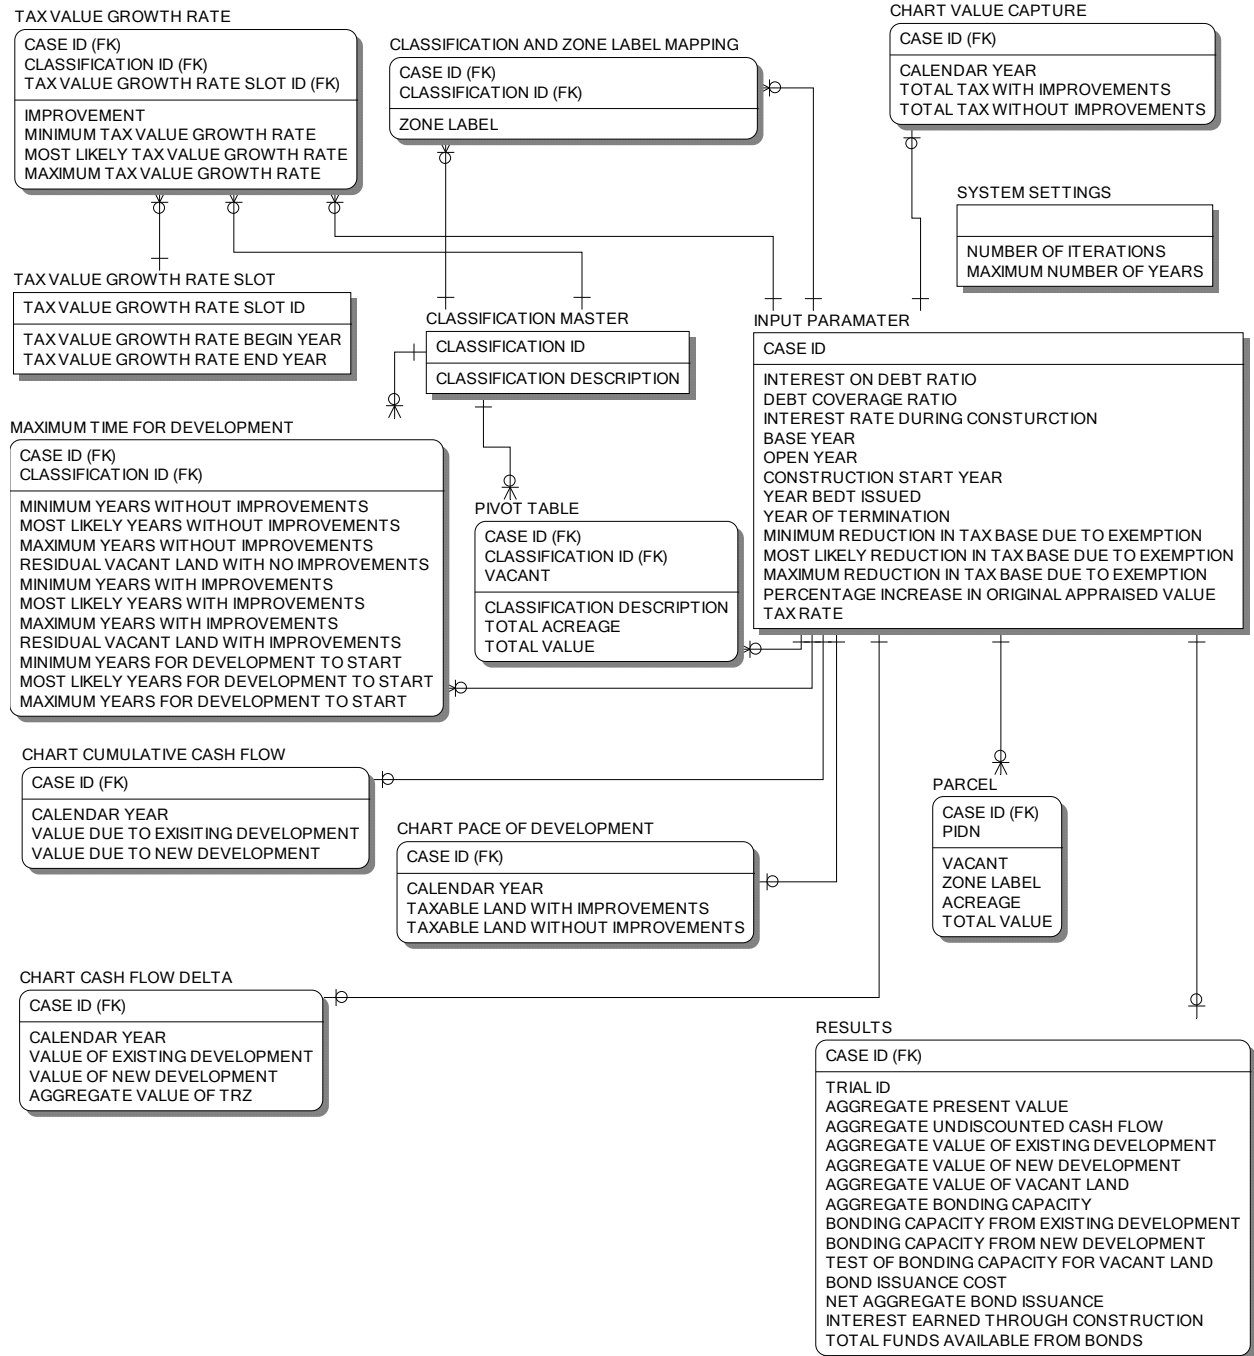 TAX VALUE GROWTH RATE
CASE ID (FK)
CLASSIFICATION ID (FK)
TAX VALUE GROWTH RATE SLOT ID (FK)
IMPROVEMENT
MINIMUM TAX VALUE GROWTH RATE
MOST LIKELY TAX VALUE GROWTH RATE
MAXIMUM TAX VALUE GROWTH RATE
CLASSIFICATION AND ZONE LABEL MAPPING
CASE ID (FK)
CLASSIFICATION ID (FK)
ZONE LABEL
CHART VALUE CAPTURE
CASE ID (FK)
CALENDAR YEAR
TOTAL TAX WITH IMPROVEMENTS
TOTAL TAX WITHOUT IMPROVEMENTS
SYSTEM SETTINGS
NUMBER OF ITERATIONS
MAXIMUM NUMBER OF YEARS
TAX VALUE GROWTH RATE SLOT
TAX VALUE GROWTH RATE SLOT ID
TAX VALUE GROWTH RATE BEGIN YEAR
TAX VALUE GROWTH RATE END YEAR
CLASSIFICATION MASTER
CLASSIFICATION ID
CLASSIFICATION DESCRIPTION
INPUT PARAMATER
CASE ID
INTEREST ON DEBT RATIO
DEBT COVERAGE RATIO
INTEREST RATE DURING CONSTURCTION
BASE YEAR
OPEN YEAR
CONSTRUCTION START YEAR
YEAR BEDT ISSUED
YEAR OF TERMINATION
MINIMUM REDUCTION IN TAX BASE DUE TO EXEMPTION
MOST LIKELY REDUCTION IN TAX BASE DUE TO EXEMPTION
MAXIMUM REDUCTION IN TAX BASE DUE TO EXEMPTION
PERCENTAGE INCREASE IN ORIGINAL APPRAISED VALUE
TAX RATE
MAXIMUM TIME FOR DEVELOPMENT
CASE ID (FK)
CLASSIFICATION ID (FK)
MINIMUM YEARS WITHOUT IMPROVEMENTS
MOST LIKELY YEARS WITHOUT IMPROVEMENTS
MAXIMUM YEARS WITHOUT IMPROVEMENTS
RESIDUAL VACANT LAND WITH NO IMPROVEMENTS
MINIMUM YEARS WITH IMPROVEMENTS
MOST LIKELY YEARS WITH IMPROVEMENTS
MAXIMUM YEARS WITH IMPROVEMENTS
RESIDUAL VACANT LAND WITH IMPROVEMENTS
MINIMUM YEARS FOR DEVELOPMENT TO START
MOST LIKELY YEARS FOR DEVELOPMENT TO START
MAXIMUM YEARS FOR DEVELOPMENT TO START
PIVOT TABLE
CASE ID (FK)
CLASSIFICATION ID (FK)
VACANT
CLASSIFICATION DESCRIPTION
TOTAL ACREAGE
TOTAL VALUE
CHART CUMULATIVE CASH FLOW
CASE ID (FK)
CALENDAR YEAR
VALUE DUE TO EXISITING DEVELOPMENT
VALUE DUE TO NEW DEVELOPMENT
CHART PACE OF DEVELOPMENT
CASE ID (FK)
CALENDAR YEAR
TAXABLE LAND WITH IMPROVEMENTS
TAXABLE LAND WITHOUT IMPROVEMENTS
PARCEL
CASE ID (FK)
PIDN
VACANT
ZONE LABEL
ACREAGE
TOTAL VALUE
CHART CASH FLOW DELTA
CASE ID (FK)
CALENDAR YEAR
VALUE OF EXISTING DEVELOPMENT
VALUE OF NEW DEVELOPMENT
AGGREGATE VALUE OF TRZ
RESULTS
CASE ID (FK)
TRIAL ID
AGGREGATE PRESENT VALUE
AGGREGATE UNDISCOUNTED CASH FLOW
AGGREGATE VALUE OF EXISTING DEVELOPMENT
AGGREGATE VALUE OF NEW DEVELOPMENT
AGGREGATE VALUE OF VACANT LAND
AGGREGATE BONDING CAPACITY
BONDING CAPACITY FROM EXISTING DEVELOPMENT
BONDING CAPACITY FROM NEW DEVELOPMENT
TEST OF BONDING CAPACITY FOR VACANT LAND
BOND ISSUANCE COST
NET AGGREGATE BOND ISSUANCE
INTEREST EARNED THROUGH CONSTRUCTION
TOTAL FUNDS AVAILABLE FROM BONDS